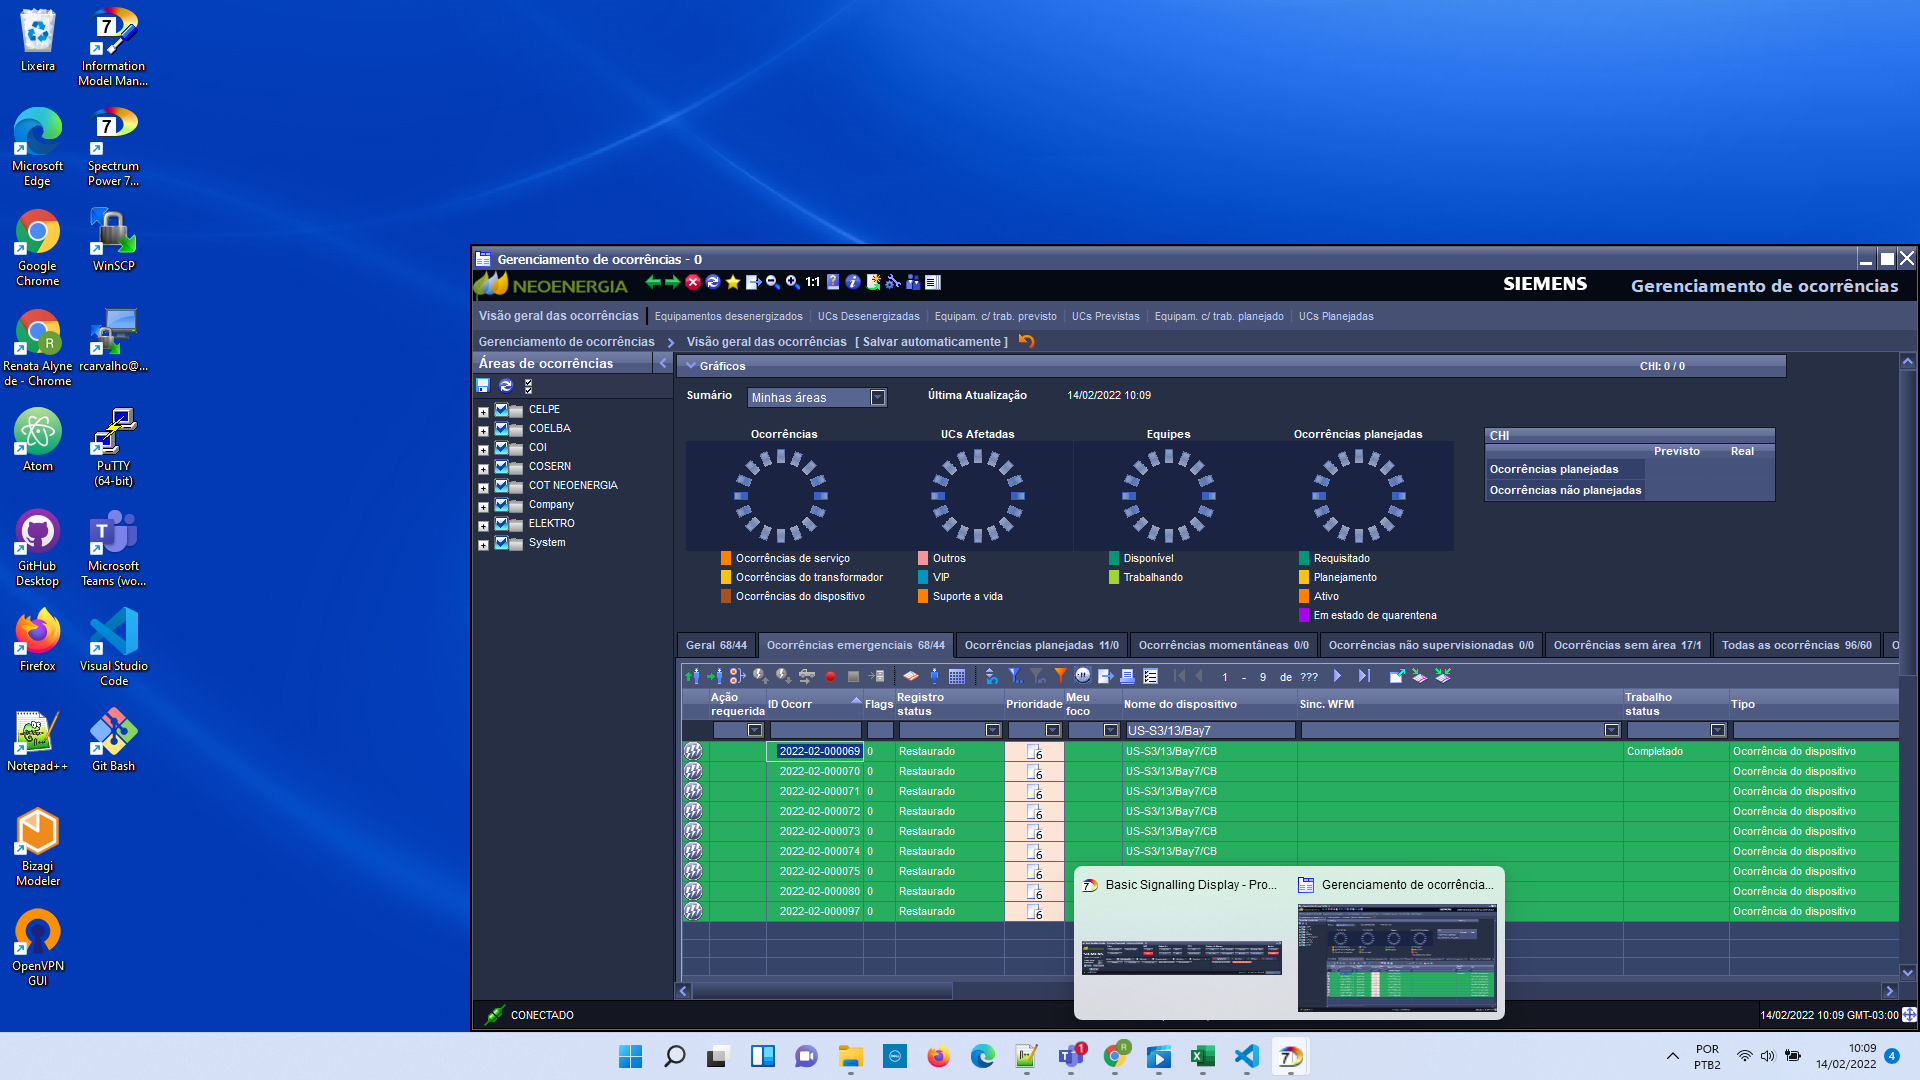 Lixeira
Information
Model Man...
Microsoft
Edge
Spectrum
Power 7...
Google
Chrome
WinSCP
Renata Alyne
de - Chrome
rcarvalho@...
Atom
PuTTY
(64-bit)
GitHub
Desktop
Microsoft
Teams (wo...
Firefox
Visual Studio
Code
Notepad++
Git Bash
Bizagi
Modeler
OpenVPN
GUI
Gerenciamento de ocorrências - 0
NEOENERGIA
1:1
SIEMENS
Gerenciamento de ocorrências
Visão geral das ocorrências
Equipamentos desenergizados
UCs Desenergizadas
Equipam. c/ trab. previsto
UCs Previstas
Equipam. c/ trab. planejado
UCs Planejadas
Gerenciamento de ocorrências
Visão geral das ocorrências [ Salvar automaticamente ]
Áreas de ocorrências
CELPE
COELBA
COI
COSERN
COT NEOENERGIA
Company
ELEKTRO
System
Gráficos
CHI: 0 / 0
Sumário
Minhas áreas
Última Atualização
14/02/2022 10:09
Ocorrências
UCs Afetadas
Equipes
Ocorrências planejadas
Ocorrências de serviço
Ocorrências do transformador
Ocorrências do dispositivo
Outros
VIP
Suporte a vida
Disponível
Trabalhando
Requisitado
Planejamento
Ativo
Em estado de quarentena
CHI
Previsto
Real
Ocorrências planejadas
Ocorrências não planejadas
Geral 68/44
Ocorrências emergenciais 68/44
Ocorrências planejadas 11/0
Ocorrências momentâneas 0/0
Ocorrências não supervisionadas 0/0
Ocorrências sem área 17/1
Todas as ocorrências 96/60
O
1 - 9 de ???
Ação requerida
ID Ocorr
Flags
Registro status
Prioridade
Meu foco
Nome do dispositivo
Sinc. WFM
Trabalho status
Tipo
US-S3/13/Bay7
2022-02-000069 0 Restaurado 6 US-S3/13/Bay7/CB Completado Ocorrência do dispositivo
2022-02-000070 0 Restaurado 6 US-S3/13/Bay7/CB Ocorrência do dispositivo
2022-02-000071 0 Restaurado 6 US-S3/13/Bay7/CB Ocorrência do dispositivo
2022-02-000072 0 Restaurado 6 US-S3/13/Bay7/CB Ocorrência do dispositivo
2022-02-000073 0 Restaurado 6 US-S3/13/Bay7/CB Ocorrência do dispositivo
2022-02-000074 0 Restaurado 6 US-S3/13/Bay7/CB Ocorrência do dispositivo
2022-02-000075 0 Restaurado 6 Ocorrência do dispositivo
2022-02-000080 0 Restaurado 6 Ocorrência do dispositivo
2022-02-000097 0 Restaurado 6 Ocorrência do dispositivo
Basic Signalling Display - Pro...
Gerenciamento de ocorrência...
CONECTADO
14/02/2022 10:09 GMT-03:00
POR
PTB2
10:09
14/02/2022
4